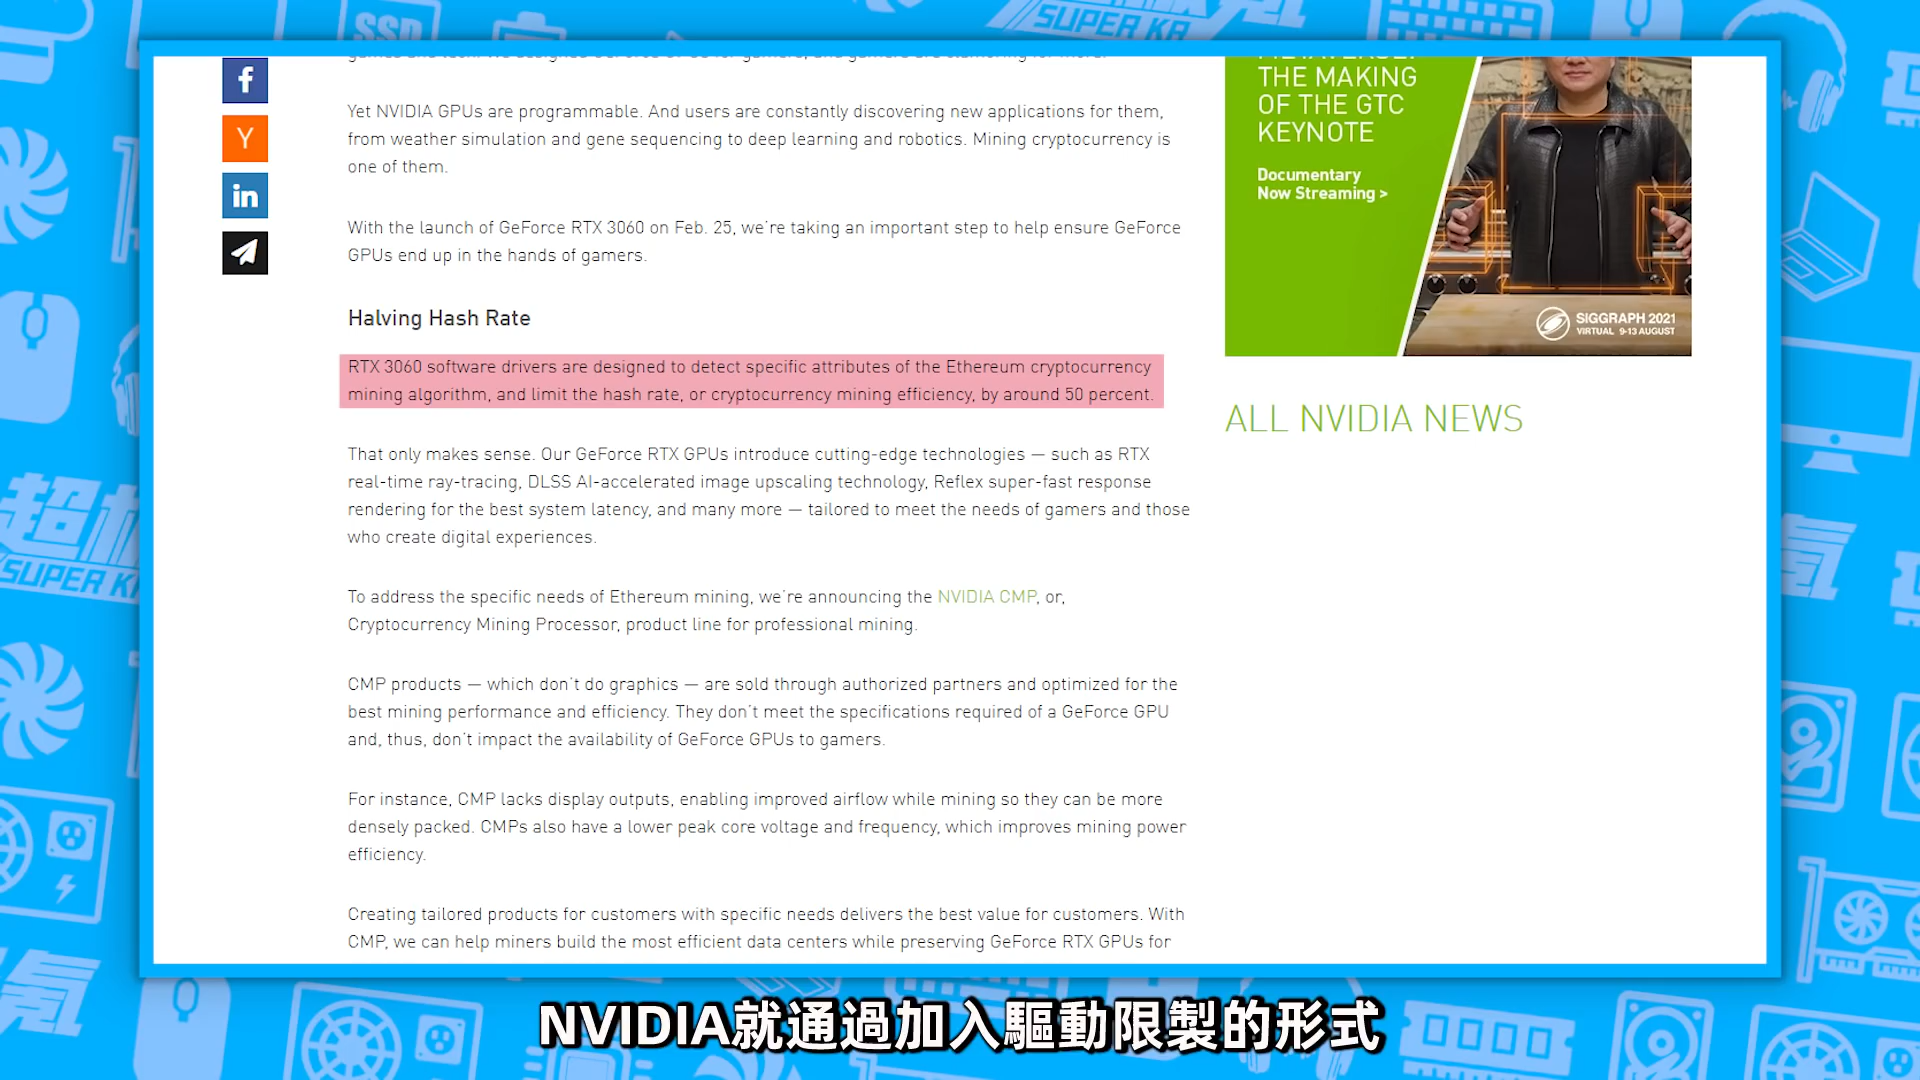 SSD
SUPER KA
METAVERSE:
THE MAKING
OF THE GTC
KEYNOTE
Documentary
Now Streaming >
SIGGRAPH 2021
VIRTUAL 9-13 AUGUST
Yet NVIDIA GPUs are programmable. And users are constantly discovering new applications for them,
from weather simulation and gene sequencing to deep learning and robotics. Mining cryptocurrency is
one of them.
With the launch of GeForce RTX 3060 on Feb. 25, we're taking an important step to help ensure GeForce
GPUs end up in the hands of gamers.
Halving Hash Rate
RTX 3060 software drivers are designed to detect specific attributes of the Ethereum cryptocurrency
mining algorithm, and limit the hash rate, or cryptocurrency mining efficiency, by around 50 percent.
ALL NVIDIA NEWS
That only makes sense. Our GeForce RTX GPUs introduce cutting-edge technologies — such as RTX
real-time ray-tracing, DLSS AI-accelerated image upscaling technology, Reflex super-fast response
rendering for the best system latency, and many more — tailored to meet the needs of gamers and those
who create digital experiences.
To address the specific needs of Ethereum mining, we're announcing the NVIDIA CMP, or,
Cryptocurrency Mining Processor, product line for professional mining.
CMP products — which don't do graphics — are sold through authorized partners and optimized for the
best mining performance and efficiency. They don't meet the specifications required of a GeForce GPU
and, thus, don't impact the availability of GeForce GPUs to gamers.
For instance, CMP lacks display outputs, enabling improved airflow while mining so they can be more
densely packed. CMPs also have a lower peak core voltage and frequency, which improves mining power
efficiency.
Creating tailored products for customers with specific needs delivers the best value for customers. With
CMP, we can help miners build the most efficient data centers while preserving GeForce RTX GPUs for
超
SUPER K
氪
氪
NVIDIA就通過加入驅動限製的形式